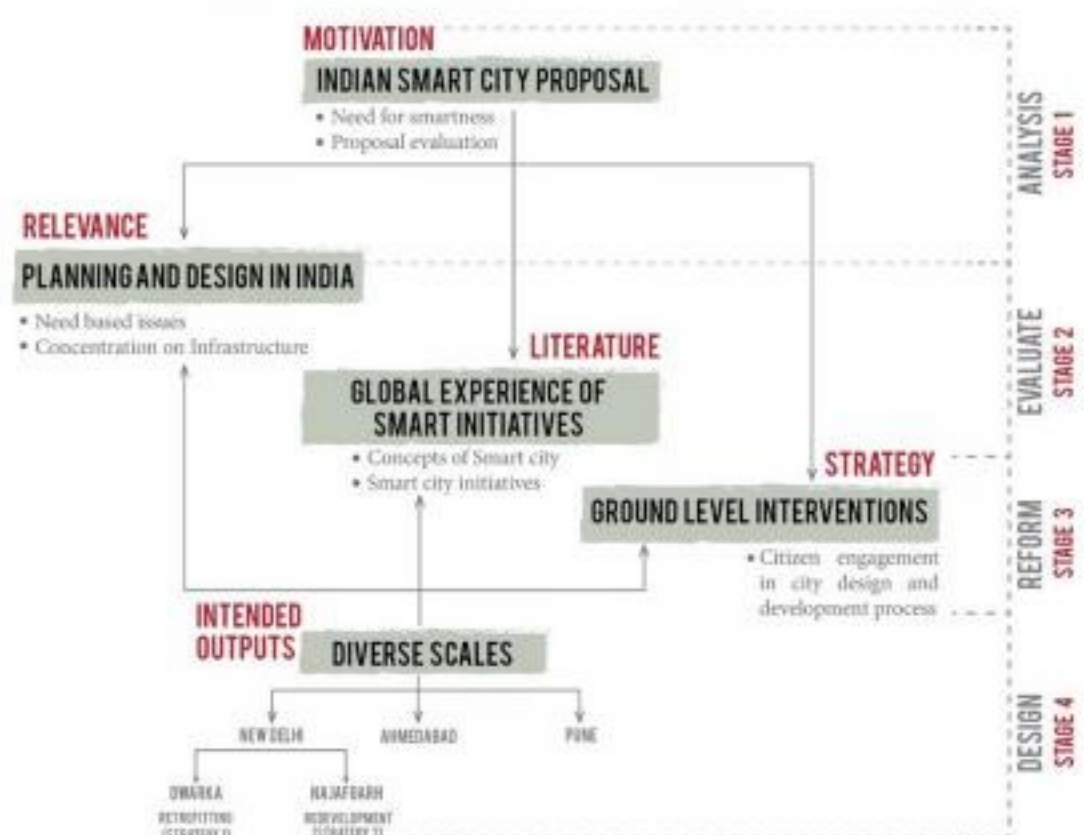 MOTIVATION
INDIAN SMART CITY PROPOSAL
• Need for smartness
• Proposal evaluation
ANALYSIS
STAGE 1
RELEVANCE
PLANNING AND DESIGN IN INDIA
• Need based issues
• Concentration on Infrastructure
LITERATURE
GLOBAL EXPERIENCE OF
SMART INITIATIVES
• Concepts of Smart city
• Smart city initiatives
EVALUATE
STAGE 2
STRATEGY
GROUND LEVEL INTERVENTIONS
• Citizen engagement
in city design and
development process
REFORM
STAGE 3
INTENDED
OUTPUTS
DIVERSE SCALES
NEW DELHI
AHMEDABAD
PUNE
DWARKA
RETROFITTING
NAJAFGARH
REDEVELOPMENT
DESIGN
STAGE 4